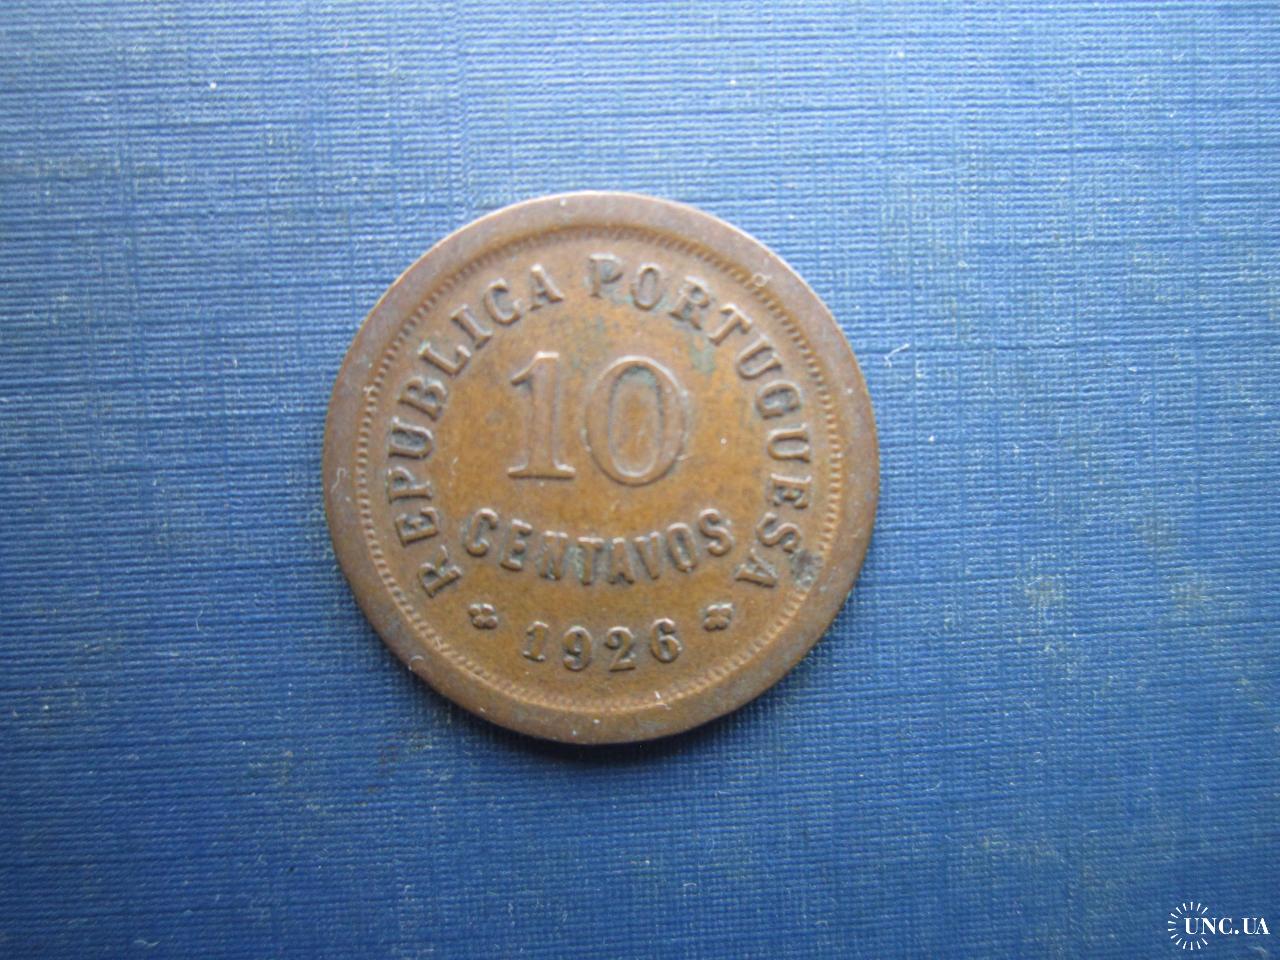 REPUBLICA PORTUGUESA
10
CENTAVOS
1926
UNC.UA